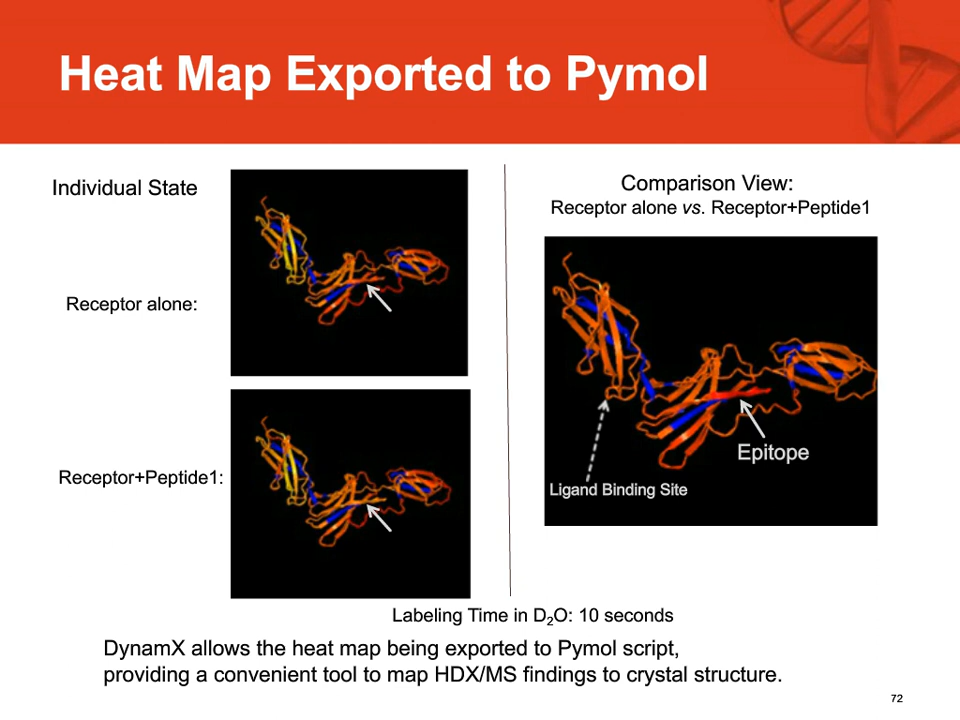 Heat Map Exported to Pymol
Individual State
Receptor alone:
Receptor+Peptide1:
Comparison View:
Receptor alone vs. Receptor+Peptide1
Epitope
Ligand Binding Site
Labeling Time in D₂O: 10 seconds
DynamX allows the heat map being exported to Pymol script,
providing a convenient tool to map HDX/MS findings to crystal structure.
72